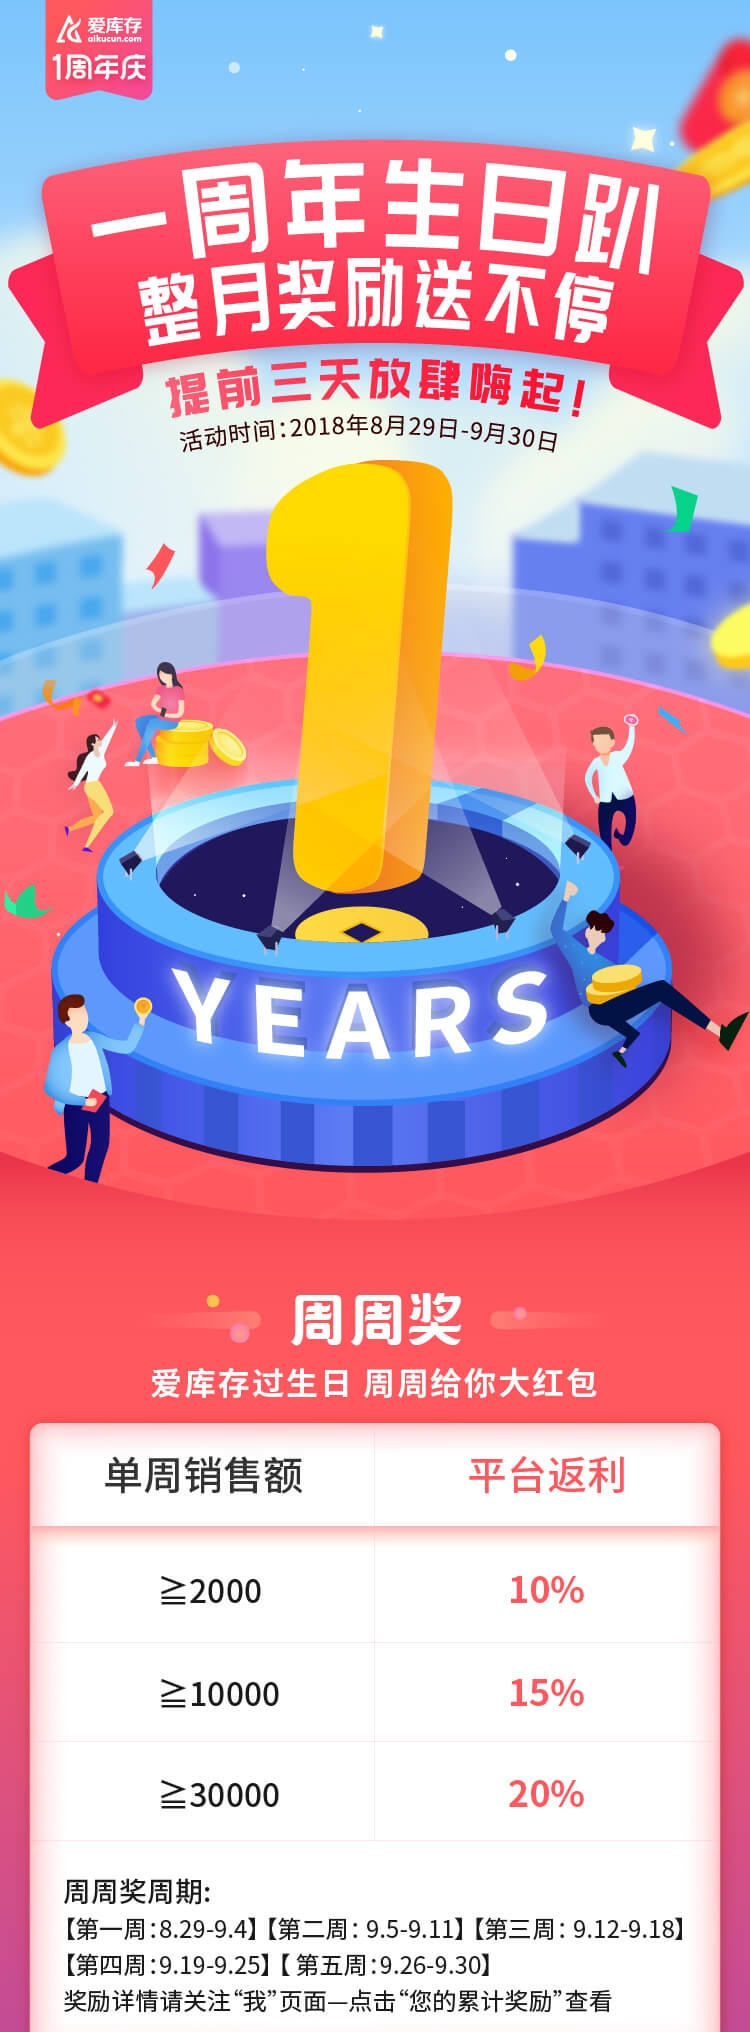 爱库存
aikucun.com
1周年庆
一周年生日趴
整月奖励送不停
提前三天放肆嗨起!
活动时间:2018年8月29日-9月30日
YEARS
周周奖
爱库存过生日 周周给你大红包
单周销售额 平台返利
≧2000 10%
≧10000 15%
≧30000 20%
周周奖周期:
【第一周:8.29-9.4】【第二周: 9.5-9.11】【第三周: 9.12-9.18】
【第四周:9.19-9.25】【 第五周:9.26-9.30】
奖励详情请关注“我”页面—点击“您的累计奖励”查看